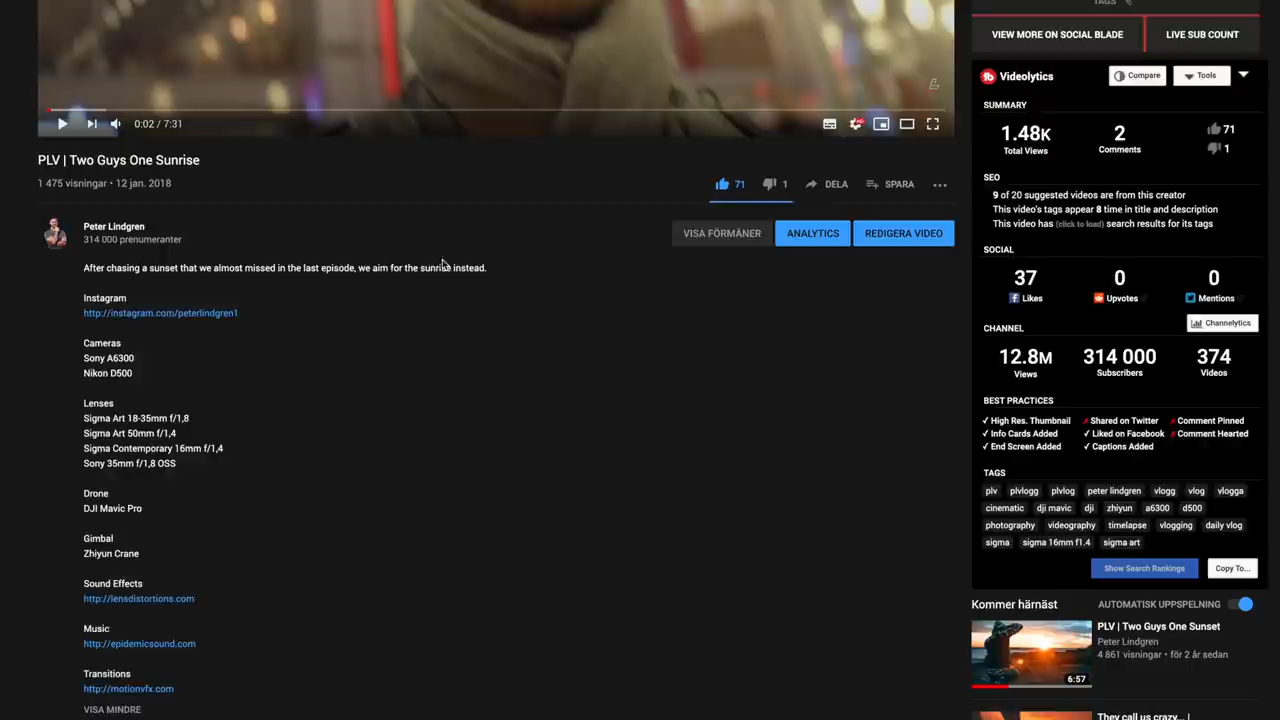 TAGS
VIEW MORE ON SOCIAL BLADE
LIVE SUB COUNT
0:02 / 7:31
HD
PLV | Two Guys One Sunrise
1 475 visningar • 12 jan. 2018
71
1
DELA
SPARA
Peter Lindgren
314 000 prenumeranter
VISA FÖRMÅNER
ANALYTICS
REDIGERA VIDEO
After chasing a sunset that we almost missed in the last episode, we aim for the sunrise instead.
Instagram
http://instagram.com/peterlindgren1
Cameras
Sony A6300
Nikon D500
Lenses
Sigma Art 18-35mm f/1,8
Sigma Art 50mm f/1,4
Sigma Contemporary 16mm f/1,4
Sony 35mm f/1,8 OSS
Drone
DJI Mavic Pro
Gimbal
Zhiyun Crane
Sound Effects
http://lensdistortions.com
Music
http://epidemicsound.com
Transitions
http://motionvfx.com
VISA MINDRE
Videolytics
Compare
Tools
SUMMARY
1.48K
Total Views
2
Comments
71
1
SEO
9 of 20 suggested videos are from this creator
This video's tags appear 8 time in title and description
This video has (click to load) search results for its tags
SOCIAL
37
Likes
0
Upvotes
0
Mentions
Channelytics
CHANNEL
12.8M
Views
314 000
Subscribers
374
Videos
BEST PRACTICES
✓ High Res. Thumbnail
✗ Shared on Twitter
✗ Comment Pinned
✓ Info Cards Added
✓ Liked on Facebook
✗ Comment Hearted
✓ End Screen Added
✓ Captions Added
TAGS
plv plvlogg plvlog peter lindgren vlogg vlog vlogga
cinematic dji mavic dji zhiyun a6300 d500
photography videography timelapse vlogging daily vlog
sigma sigma 16mm f1.4 sigma art
Show Search Rankings
Copy To...
Kommer härnäst
AUTOMATISK UPPSPELNING
PLV | Two Guys One Sunset
Peter Lindgren
4 861 visningar • för 2 år sedan
6:57
They call us crazy... |